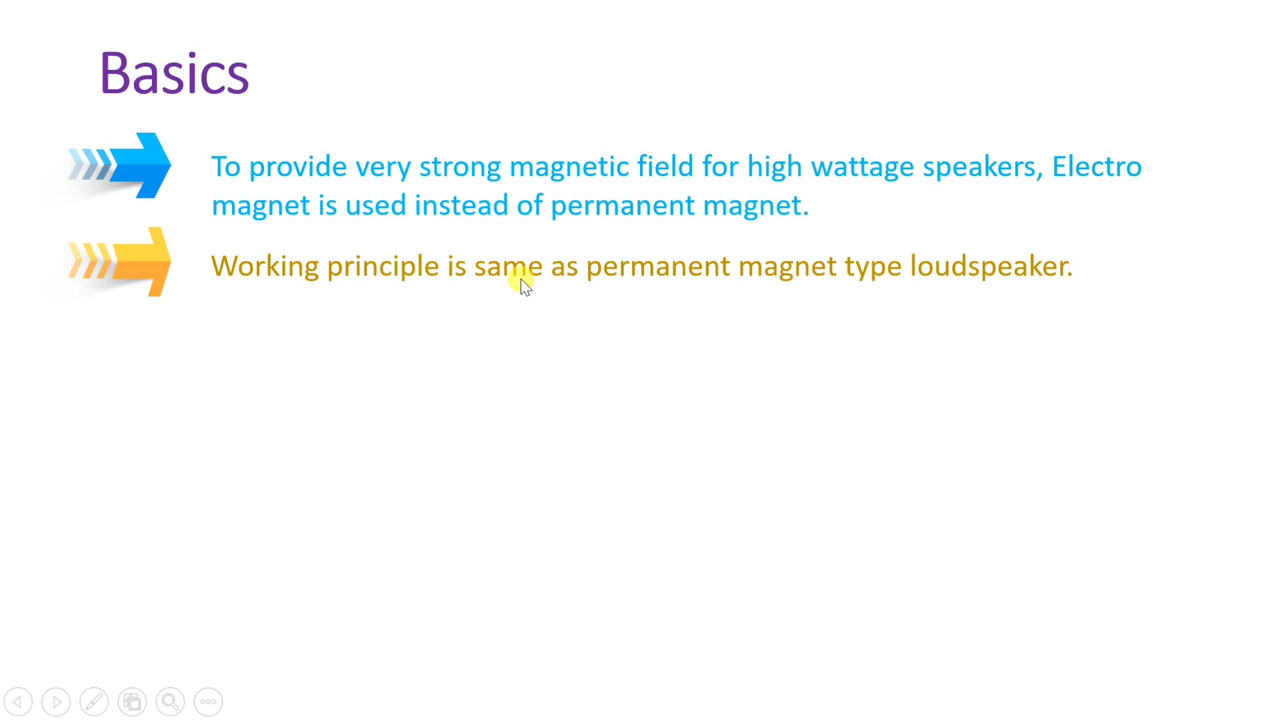 Basics
To provide very strong magnetic field for high wattage speakers, Electro
magnet is used instead of permanent magnet.
Working principle is same as permanent magnet type loudspeaker.